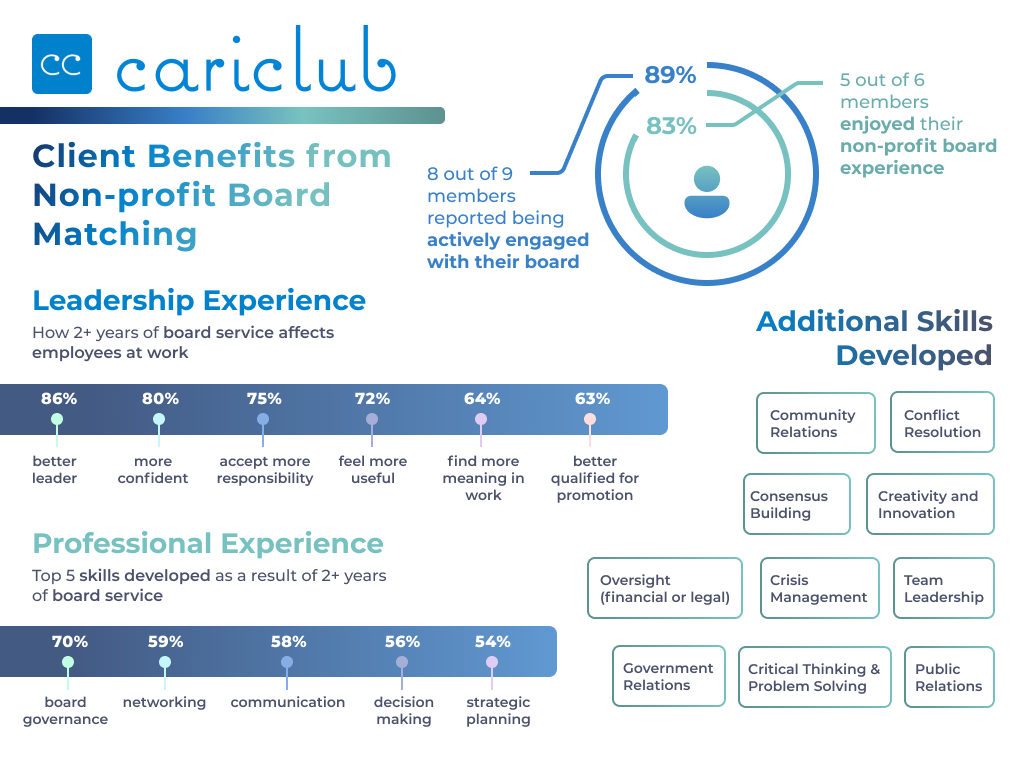 cc cariclub
Client Benefits from
Non-profit Board
Matching
89%
83%
8 out of 9
members
reported being
actively engaged
with their board
5 out of 6
members
enjoyed their
non-profit board
experience
Leadership Experience
How 2+ years of board service affects
employees at work
86% 80% 75% 72% 64% 63%
better
leader
more
confident
accept more
responsibility
feel more
useful
find more
meaning in
work
better
qualified for
promotion
Professional Experience
Top 5 skills developed as a result of 2+ years
of board service
70% 59% 58% 56% 54%
board
governance
networking
communication
decision
making
strategic
planning
Additional Skills
Developed
Community
Relations
Conflict
Resolution
Consensus
Building
Creativity and
Innovation
Oversight
(financial or legal)
Crisis
Management
Team
Leadership
Government
Relations
Critical Thinking &
Problem Solving
Public
Relations